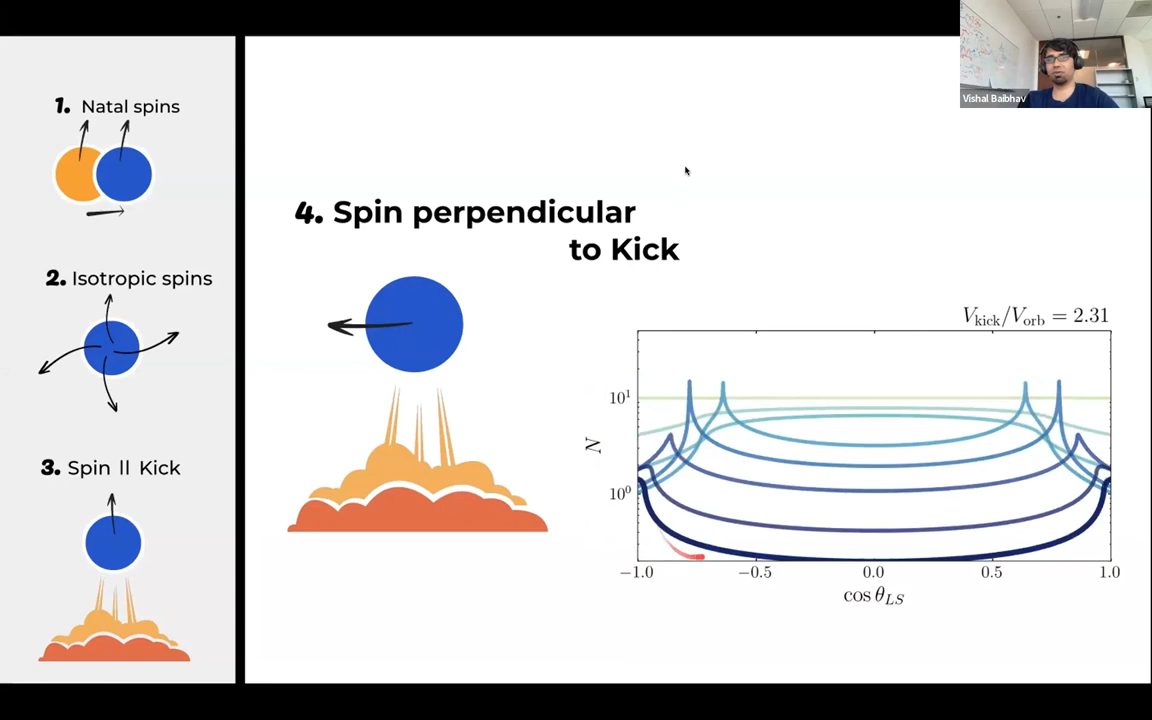 1. Natal spins
2. Isotropic spins
3. Spin || Kick
4. Spin perpendicular
to Kick
V_kick/V_orb = 2.31
N
10^1
10^0
−1.0 −0.5 0.0 0.5 1.0
cos θ_LS
Vishal Baibhav